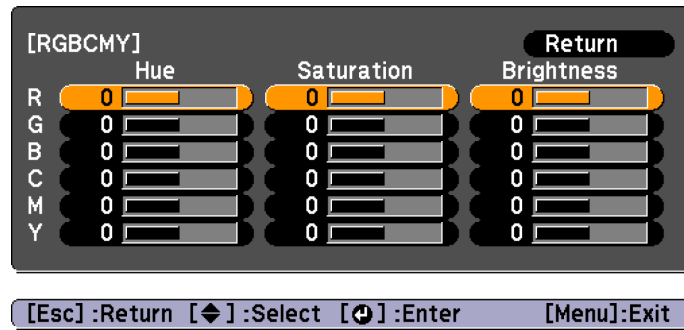 [RGBCMY] Return
Hue Saturation Brightness
R 0 0 0
G 0 0 0
B 0 0 0
C 0 0 0
M 0 0 0
Y 0 0 0
[Esc] :Return [◆] :Select [⏎] :Enter [Menu]:Exit